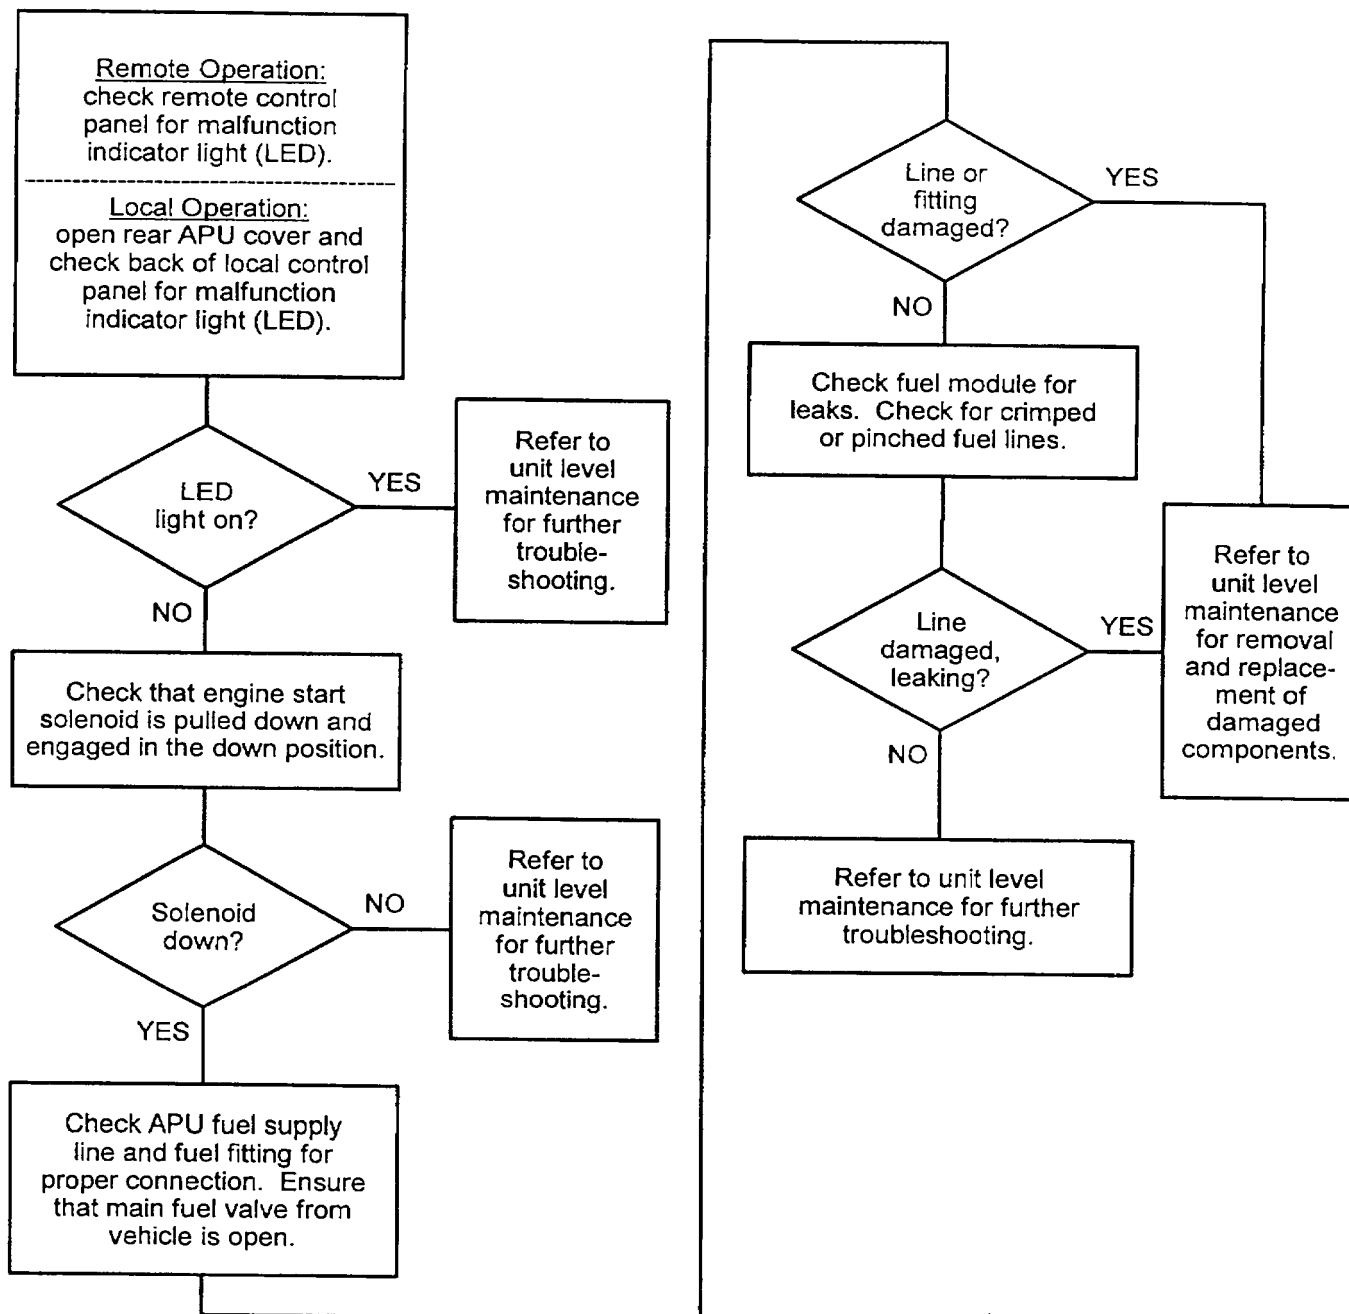 Remote Operation:
check remote control
panel for malfunction
indicator light (LED).
Local Operation:
open rear APU cover and
check back of local control
panel for malfunction
indicator light (LED).
LED
light on?
YES
Refer to
unit level
maintenance
for further
trouble-
shooting.
NO
Check that engine start
solenoid is pulled down and
engaged in the down position.
Solenoid
down?
NO
Refer to
unit level
maintenance
for further
trouble-
shooting.
YES
Check APU fuel supply
line and fuel fitting for
proper connection. Ensure
that main fuel valve from
vehicle is open.
Line or
fitting
damaged?
YES
NO
Check fuel module for
leaks. Check for crimped
or pinched fuel lines.
Line
damaged,
leaking?
YES
Refer to
unit level
maintenance
for removal
and replace-
ment of
damaged
components.
NO
Refer to unit level
maintenance for further
troubleshooting.